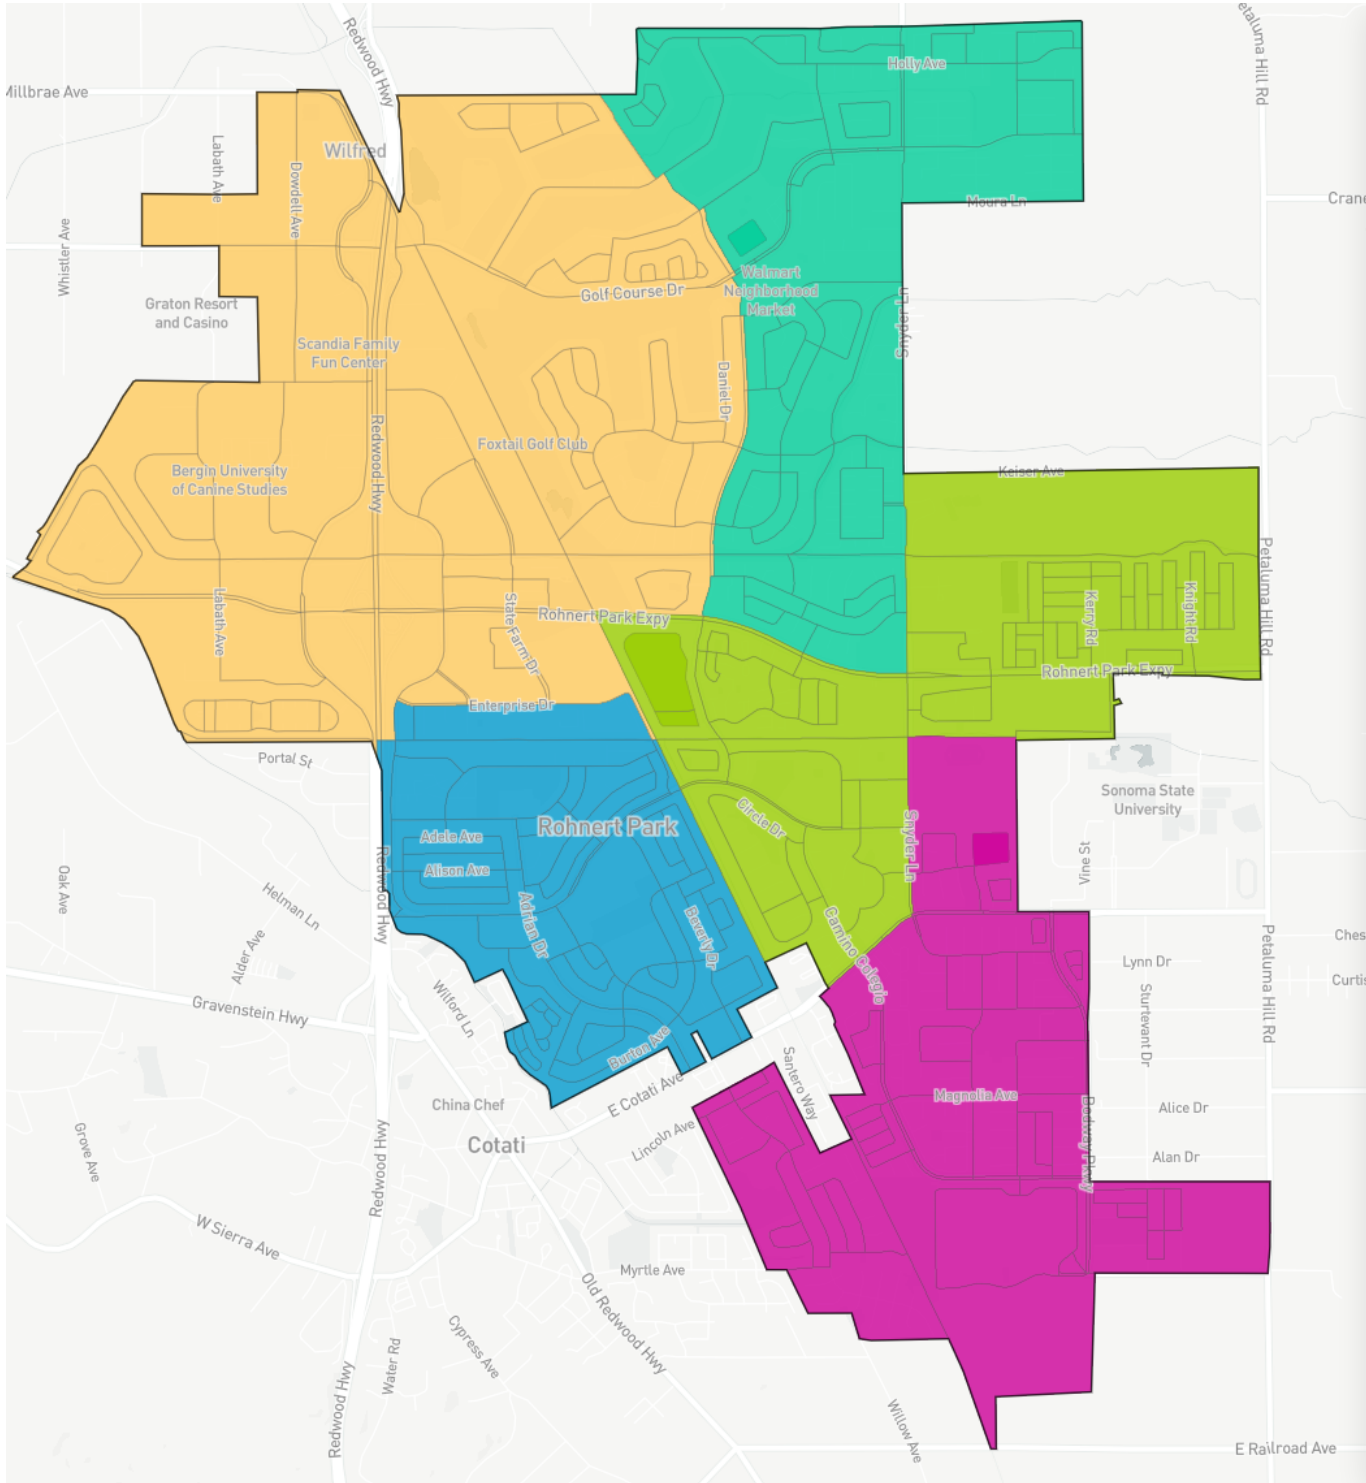 Redwood Hwy
Petaluma Hill Rd
Holly Ave
Millbrae Ave
Wilfred
Labath Ave
Dowdell Ave
Whistler Ave
Moura Ln
Crane
Walmart
Neighborhood
Market
Golf Course Dr
Graton Resort
and Casino
Scandia Family
Fun Center
Snyder Ln
Daniel Dr
Redwood Hwy
Foxtail Golf Club
Bergin University
of Canine Studies
Keiser Ave
Petaluma Hill Rd
Labath Ave
State Farm Dr
Rohnert Park Expy
Kerry Rd
Knight Rd
Rohnert Park Expy
Enterprise Dr
Portal St
Sonoma State
University
Circle Dr
Rohnert Park
Adele Ave
Alison Ave
Snyder Ln
Vine St
Oak Ave
Helman Ln
Redwood Hwy
Adrian Dr
Beverly Dr
Camino Colegio
Alder Ave
Ches
Lynn Dr
Curtis
Petaluma Hill Rd
Gravenstein Hwy
Wilford Ln
Sturtevant Dr
Burton Ave
E Cotati Ave
Santero Way
Magnolia Ave
China Chef
Alice Dr
Bodway Pkwy
Cotati
Lincoln Ave
Alan Dr
Grove Ave
Redwood Hwy
W Sierra Ave
Myrtle Ave
Old Redwood Hwy
Cypress Ave
Water Rd
Redwood Hwy
Willow Ave
E Railroad Ave